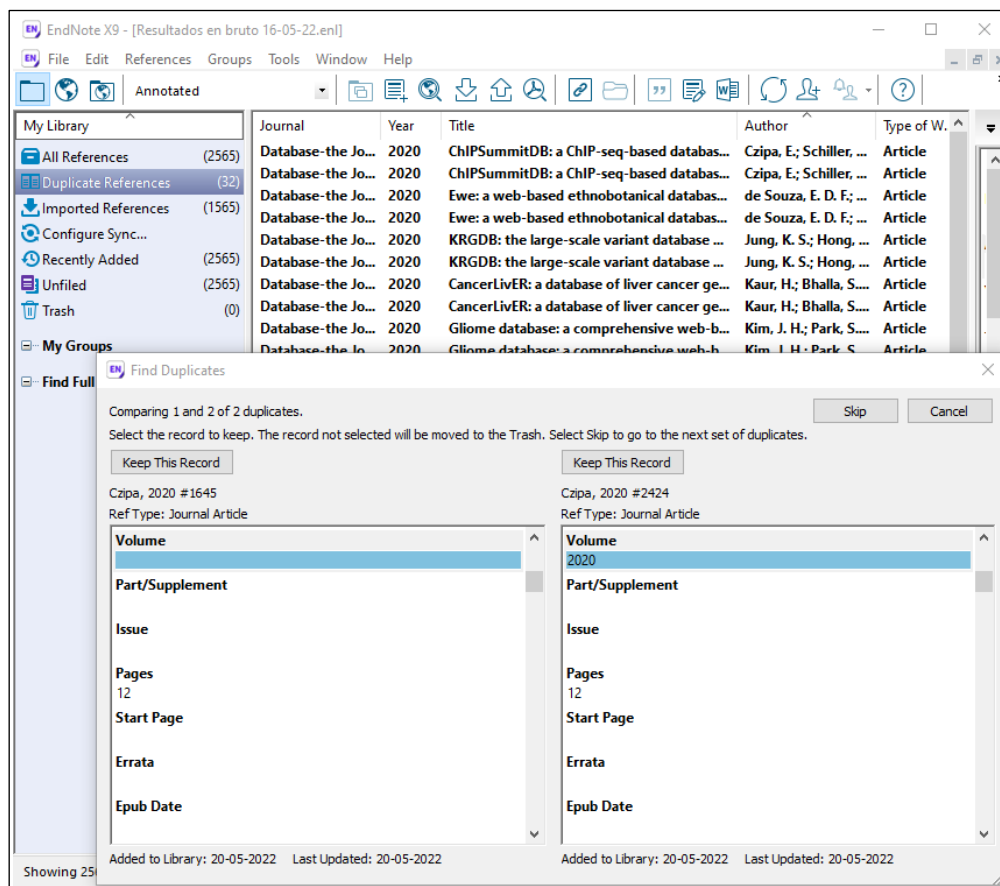 EndNote X9 - [Resultados en bruto 16-05-22.enl]
File Edit References Groups Tools Window Help
Annotated
My Library
All References (2565)
Duplicate References (32)
Imported References (1565)
Configure Sync...
Recently Added (2565)
Unfiled (2565)
Trash (0)
My Groups
Find Full
Journal Year Title Author Type of W.
Database-the Jo... 2020 ChIPSummitDB: a ChIP-seq-based databas... Czipa, E.; Schiller, ... Article
Database-the Jo... 2020 ChIPSummitDB: a ChIP-seq-based databas... Czipa, E.; Schiller, ... Article
Database-the Jo... 2020 Ewe: a web-based ethnobotanical databas... de Souza, E. D. F.; ... Article
Database-the Jo... 2020 Ewe: a web-based ethnobotanical databas... de Souza, E. D. F.; ... Article
Database-the Jo... 2020 KRGDB: the large-scale variant database ... Jung, K. S.; Hong, ... Article
Database-the Jo... 2020 KRGDB: the large-scale variant database ... Jung, K. S.; Hong, ... Article
Database-the Jo... 2020 CancerLivER: a database of liver cancer ge... Kaur, H.; Bhalla, S.... Article
Database-the Jo... 2020 CancerLivER: a database of liver cancer ge... Kaur, H.; Bhalla, S.... Article
Database-the Jo... 2020 Gliome database: a comprehensive web-b... Kim, J. H.; Park, S.... Article
Database-the Jo... 2020 Gliome database: a comprehensive web-b... Kim, J. H.; Park, S.... Article
Find Duplicates
Comparing 1 and 2 of 2 duplicates.
Skip Cancel
Select the record to keep. The record not selected will be moved to the Trash. Select Skip to go to the next set of duplicates.
Keep This Record
Czipa, 2020 #1645
Ref Type: Journal Article
Volume
Part/Supplement
Issue
Pages
12
Start Page
Errata
Epub Date
Added to Library: 20-05-2022 Last Updated: 20-05-2022
Keep This Record
Czipa, 2020 #2424
Ref Type: Journal Article
Volume
2020
Part/Supplement
Issue
Pages
12
Start Page
Errata
Epub Date
Added to Library: 20-05-2022 Last Updated: 20-05-2022
Showing